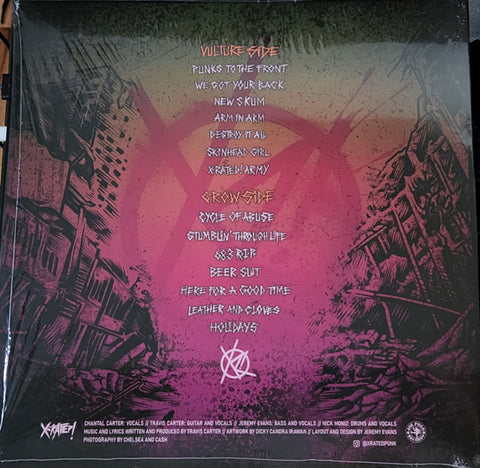 VULTURE SIDE
PUNKS TO THE FRONT
WE GOT YOUR BACK
NEW SKUM
ARM IN ARM
DESTROY IT ALL
SKINHEAD GIRL
X-RATED! ARMY
CROW SIDE
CYCLE OF ABUSE
STUMBLIN' THROUGH LIFE
683 RIP
BEER SLUT
HERE FOR A GOOD TIME
LEATHER AND CLOVES
HOLIDAYS
X-RATED!
CHANTAL CARTER: VOCALS // TRAVIS CARTER: GUITAR AND VOCALS // JEREMY EVANS: BASS AND VOCALS // NICK MONIZ: DRUMS AND VOCALS
MUSIC AND LYRICS WRITTEN AND PRODUCED BY TRAVIS CARTER // ARTWORK BY DICKY CANDRA IRAWAN // LAYOUT AND DESIGN BY JEREMY EVANS
PHOTOGRAPHY BY CHELSEA AND CASH
@XRATEDPUNK